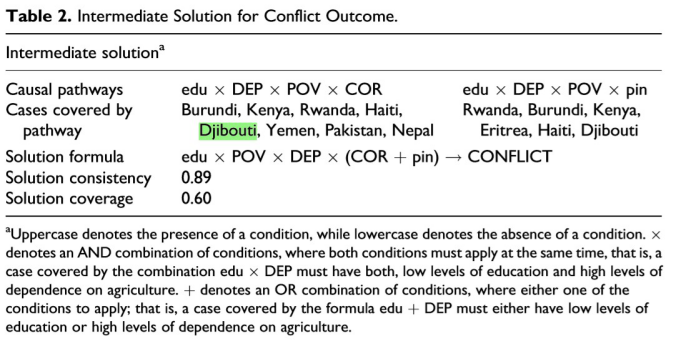 Table 2. Intermediate Solution for Conflict Outcome.
Intermediate solutionᵃ
Causal pathways edu × DEP × POV × COR edu × DEP × POV × pin
Cases covered by Burundi, Kenya, Rwanda, Haiti, Rwanda, Burundi, Kenya,
pathway Djibouti, Yemen, Pakistan, Nepal Eritrea, Haiti, Djibouti
Solution formula edu × POV × DEP × (COR + pin) → CONFLICT
Solution consistency 0.89
Solution coverage 0.60
ᵃUppercase denotes the presence of a condition, while lowercase denotes the absence of a condition. ×
denotes an AND combination of conditions, where both conditions must apply at the same time, that is, a
case covered by the combination edu × DEP must have both, low levels of education and high levels of
dependence on agriculture. + denotes an OR combination of conditions, where either one of the
conditions to apply; that is, a case covered by the formula edu + DEP must either have low levels of
education or high levels of dependence on agriculture.